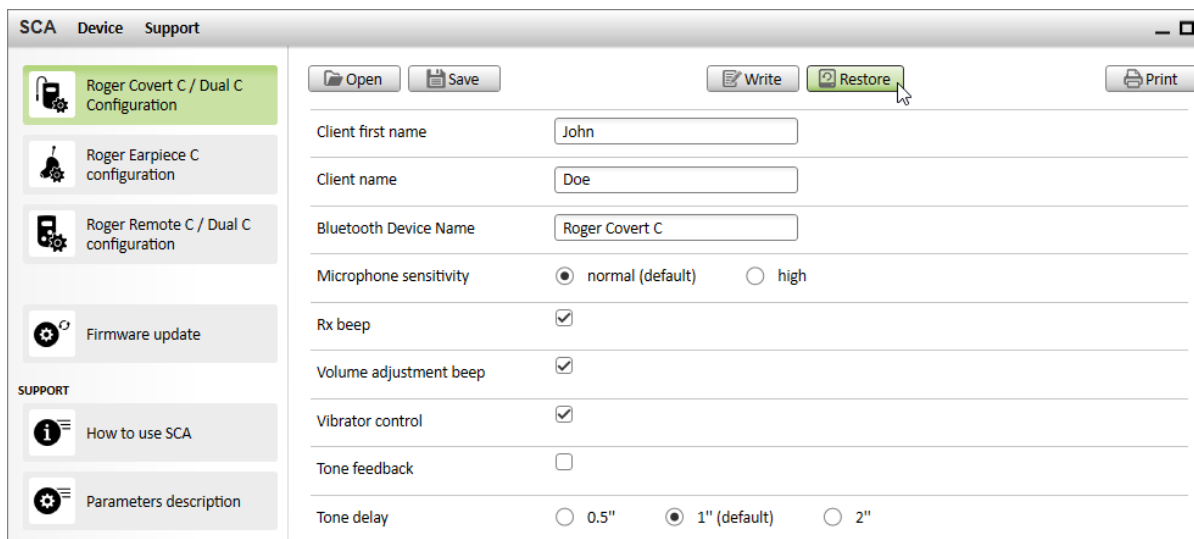 SCA Device Support
Roger Covert C / Dual C
Configuration
Roger Earpiece C
configuration
Roger Remote C / Dual C
configuration
Firmware update
SUPPORT
How to use SCA
Parameters description
Open Save Write Restore Print
Client first name John
Client name Doe
Bluetooth Device Name Roger Covert C
Microphone sensitivity normal (default) high
Rx beep
Volume adjustment beep
Vibrator control
Tone feedback
Tone delay 0.5" 1" (default) 2"